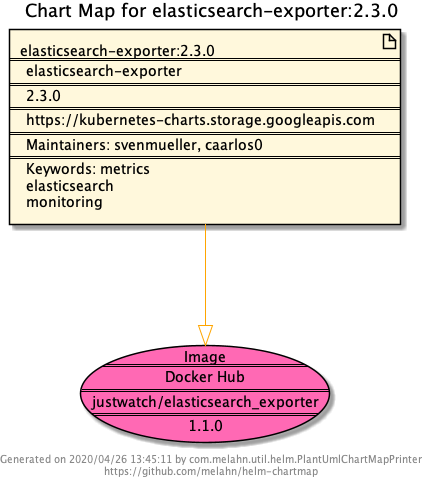 Chart Map for elasticsearch-exporter:2.3.0
elasticsearch-exporter:2.3.0
elasticsearch-exporter
2.3.0
https://kubernetes-charts.storage.googleapis.com
Maintainers: svenmueller, caarlos0
Keywords: metrics
elasticsearch
monitoring
Image
Docker Hub
justwatch/elasticsearch_exporter
1.1.0
Generated on 2020/04/26 13:45:11 by com.melahn.util.helm.PlantUmlChartMapPrinter
https://github.com/melahn/helm-chartmap